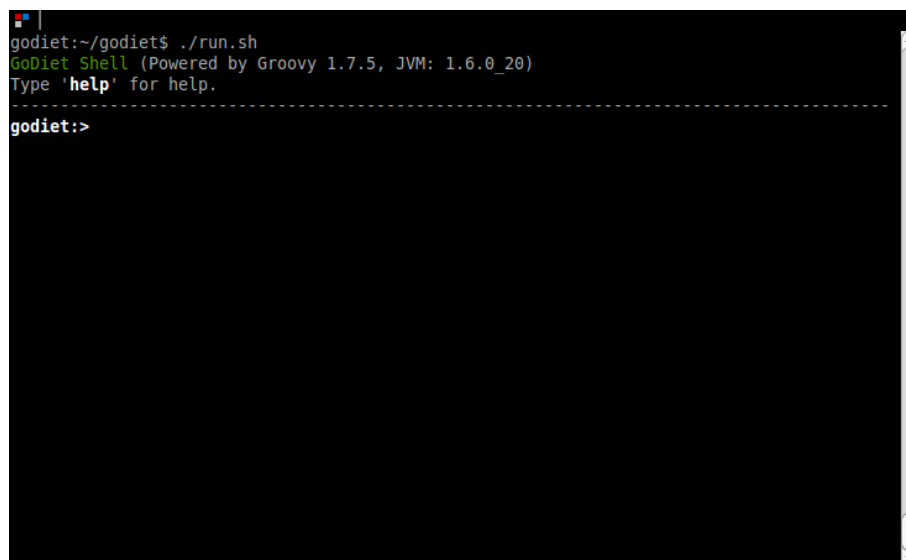 godiet:~/godiet$ ./run.sh
GoDiet Shell (Powered by Groovy 1.7.5, JVM: 1.6.0_20)
Type 'help' for help.
-----------------------------------------------------------------------------------------
godiet:>